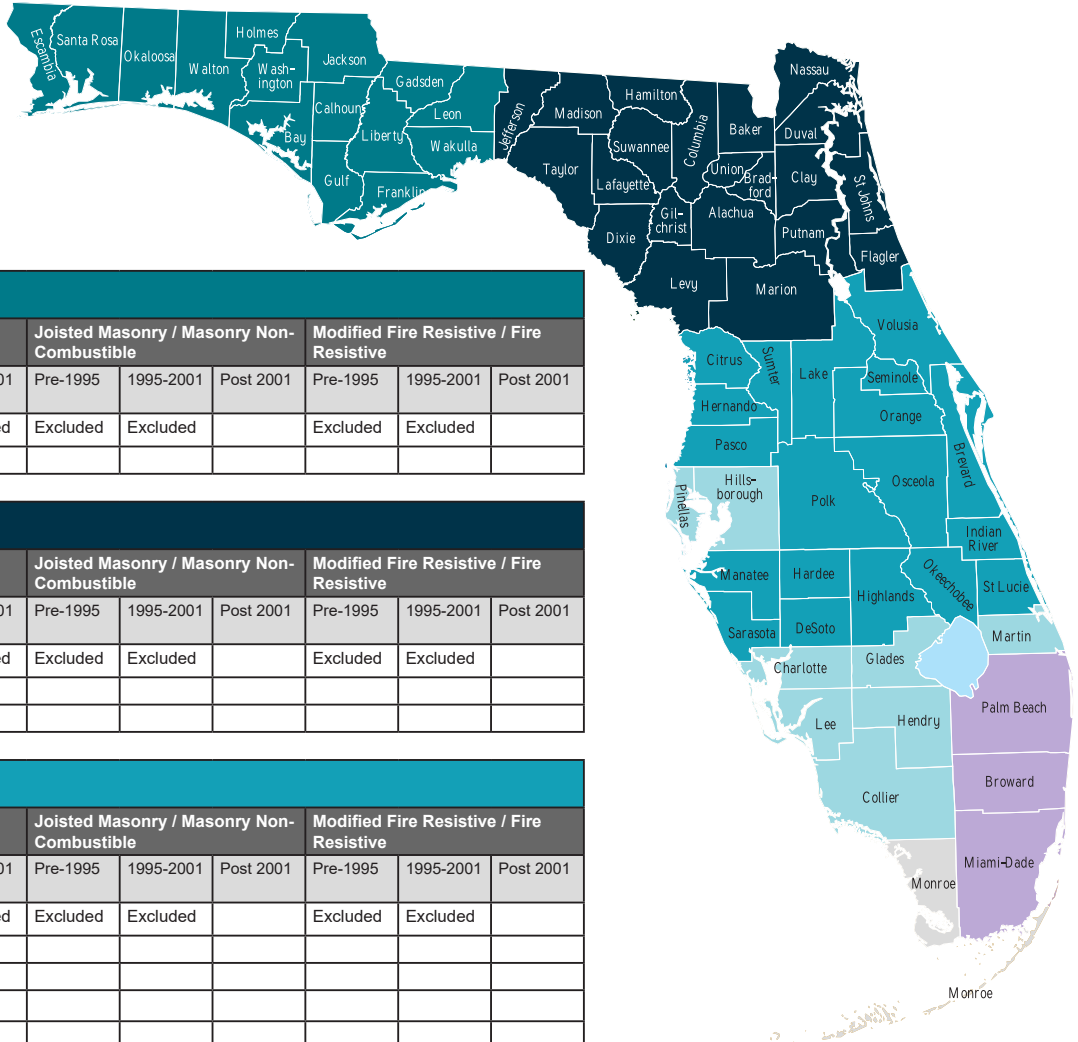 Escambia
Santa Rosa
Okaloosa
Walton
Holmes
Wash-
ington
Jackson
Bay
Calhoun
Gulf
Liberty
Gadsden
Leon
Wakulla
Franklin
Jefferson
Madison
Taylor
Hamilton
Suwannee
Lafayette
Dixie
Columbia
Gil-
christ
Levy
Baker
Union
Brad-
ford
Alachua
Marion
Nassau
Duval
Clay
Putnam
St Johns
Flagler
Joisted Masonry / Masonry Non-
Combustible
Modified Fire Resistive / Fire
Resistive
01 Pre-1995 1995-2001 Post 2001 Pre-1995 1995-2001 Post 2001
ed Excluded Excluded Excluded Excluded
Joisted Masonry / Masonry Non-
Combustible
Modified Fire Resistive / Fire
Resistive
01 Pre-1995 1995-2001 Post 2001 Pre-1995 1995-2001 Post 2001
ed Excluded Excluded Excluded Excluded
Joisted Masonry / Masonry Non-
Combustible
Modified Fire Resistive / Fire
Resistive
01 Pre-1995 1995-2001 Post 2001 Pre-1995 1995-2001 Post 2001
ed Excluded Excluded Excluded Excluded
Citrus
Sumter
Lake
Volusia
Seminole
Hernando
Orange
Pasco
Brevard
Pinellas
Hills-
borough
Polk
Osceola
Indian
River
Manatee
Hardee
Highlands
Okeechobee
St Lucie
Sarasota
DeSoto
Martin
Charlotte
Glades
Lee
Hendry
Palm Beach
Collier
Broward
Monroe
Miami-Dade
Monroe